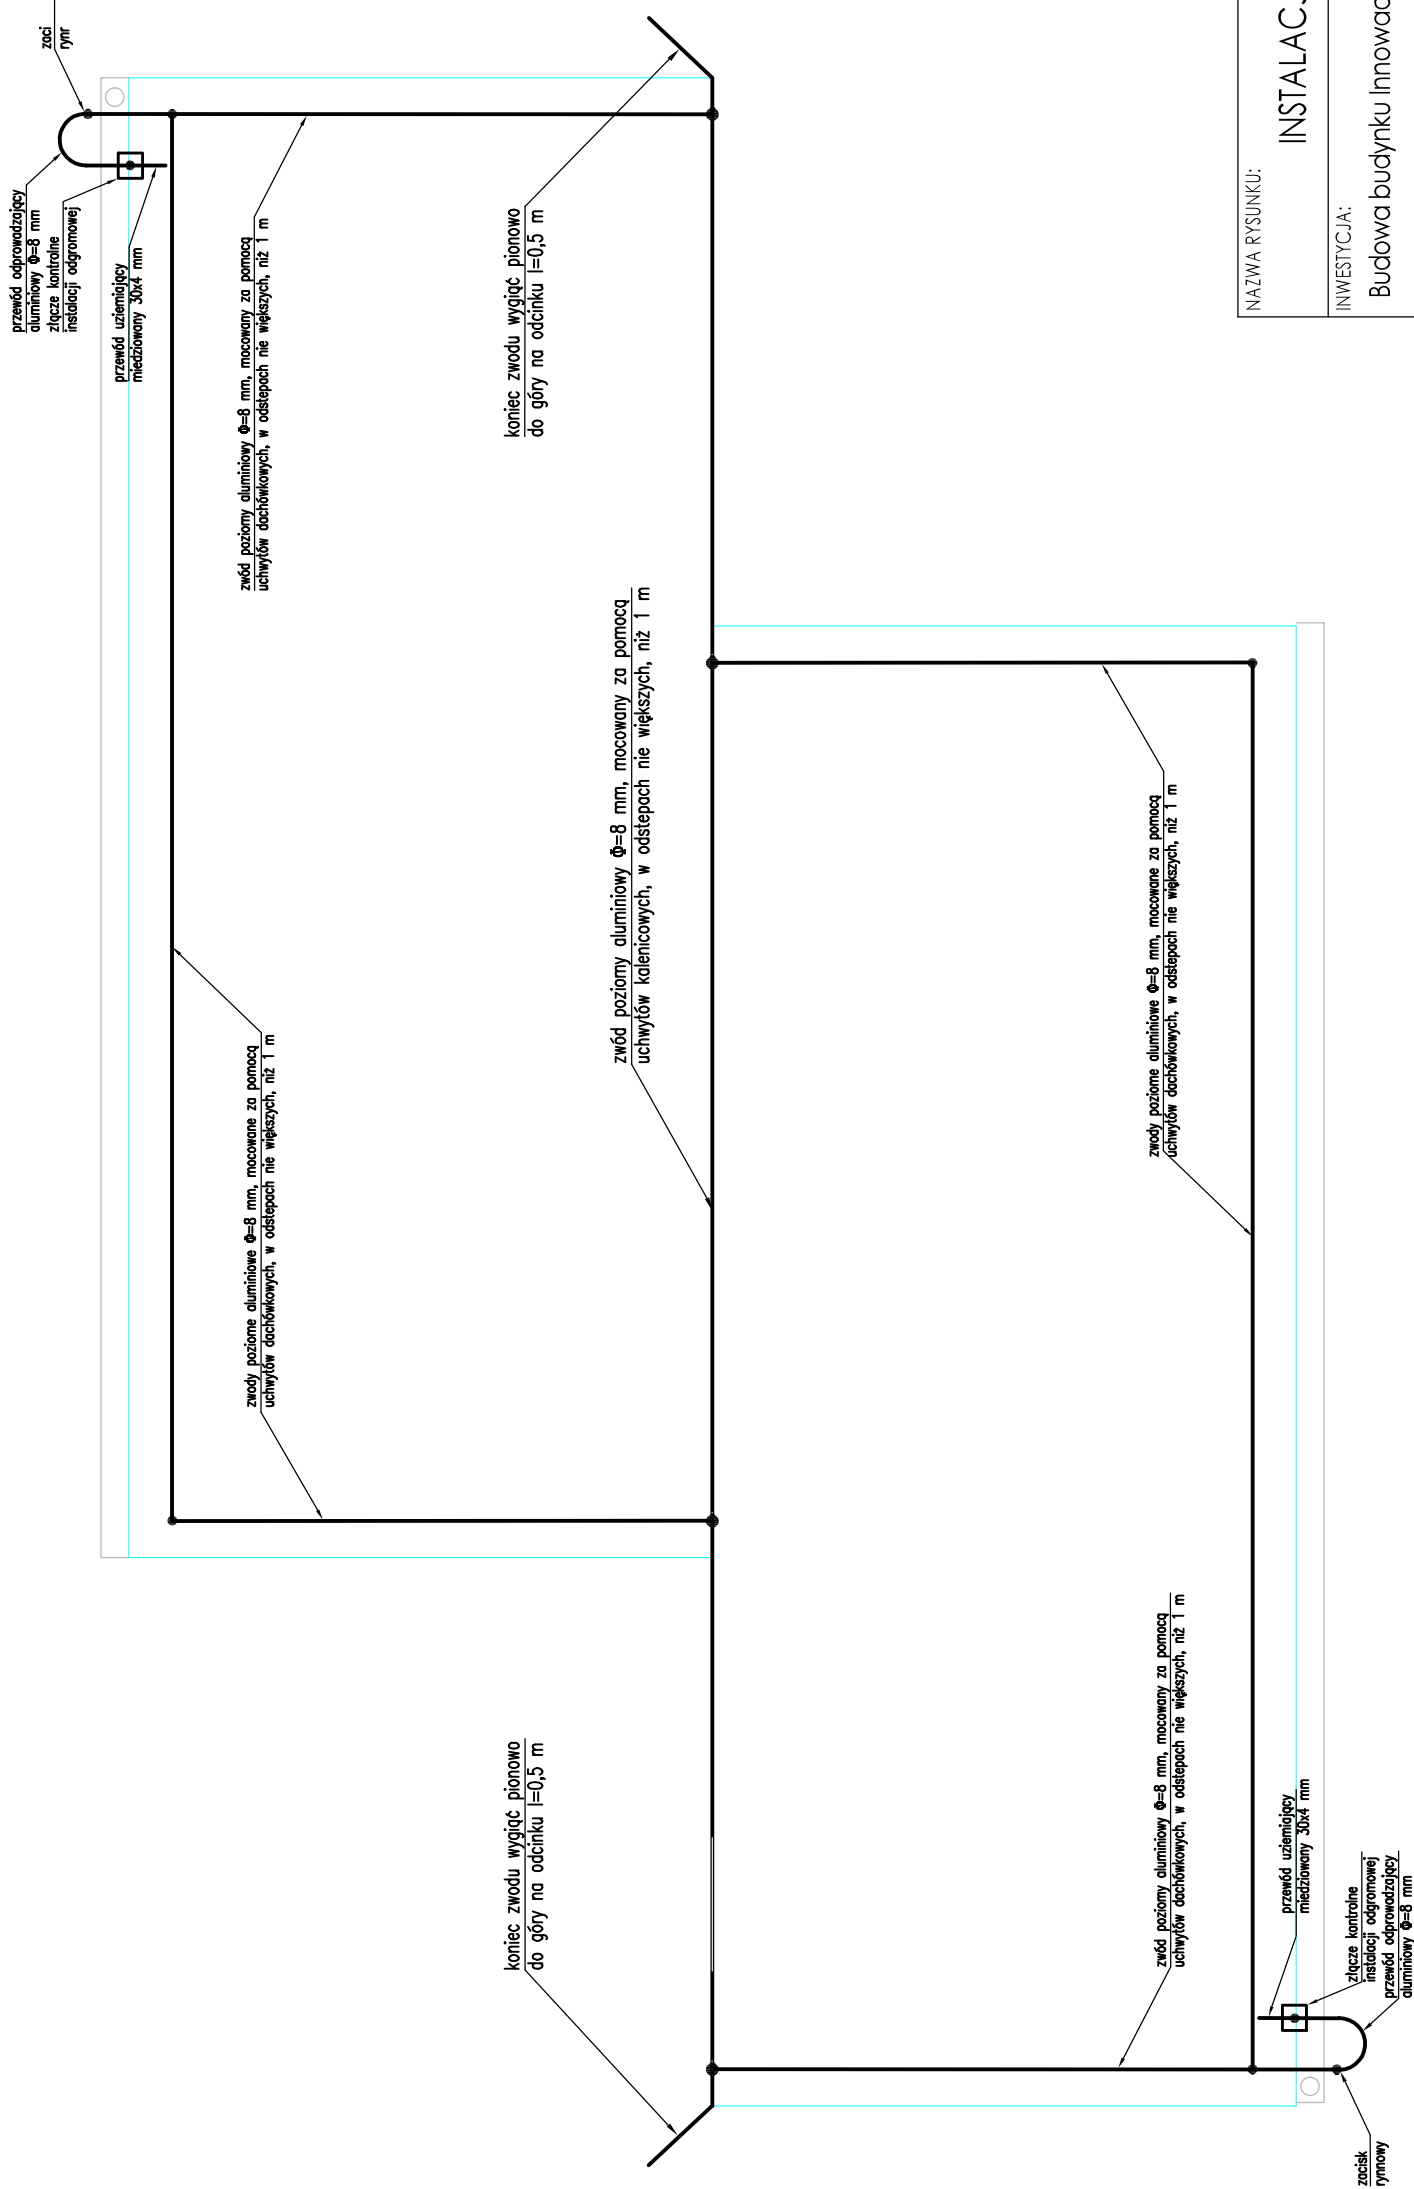 zaci
rynr
przewód odprowadzający
aluminiowy Φ=8 mm
złącze kontrolne
instalacji odgromowej
przewód uziemiający
miedziowany 30x4 mm
zwód poziomy aluminiowy Φ=8 mm, mocowany za pomocą
uchwytów dachówkowych, w odstepach nie większych, niż 1 m
koniec zwodu wygiąć pionowo
do góry na odcinku l=0,5 m
zwody poziome aluminiowe Φ=8 mm, mocowane za pomocą
uchwytów dachówkowych, w odstepach nie większych, niż 1 m
zwód poziomy aluminiowy Φ=8 mm, mocowany za pomocą
uchwytów kalenicowych, w odstepach nie większych, niż 1 m
zwody poziome aluminiowe Φ=8 mm, mocowane za pomocą
uchwytów dachówkowych, w odstepach nie większych, niż 1 m
koniec zwodu wygiąć pionowo
do góry na odcinku l=0,5 m
zwód poziomy aluminiowy Φ=8 mm, mocowany za pomocą
uchwytów dachówkowych, w odstepach nie większych, niż 1 m
przewód uziemiający
miedziowany 30x4 mm
złącze kontrolne
instalacji odgromowej
przewód odprowadzający
aluminiowy Φ=8 mm
zacisk
rynnowy
NAZWA RYSUNKU:
INSTALACJ
INWESTYCJA:
Budowa budynku Innowac